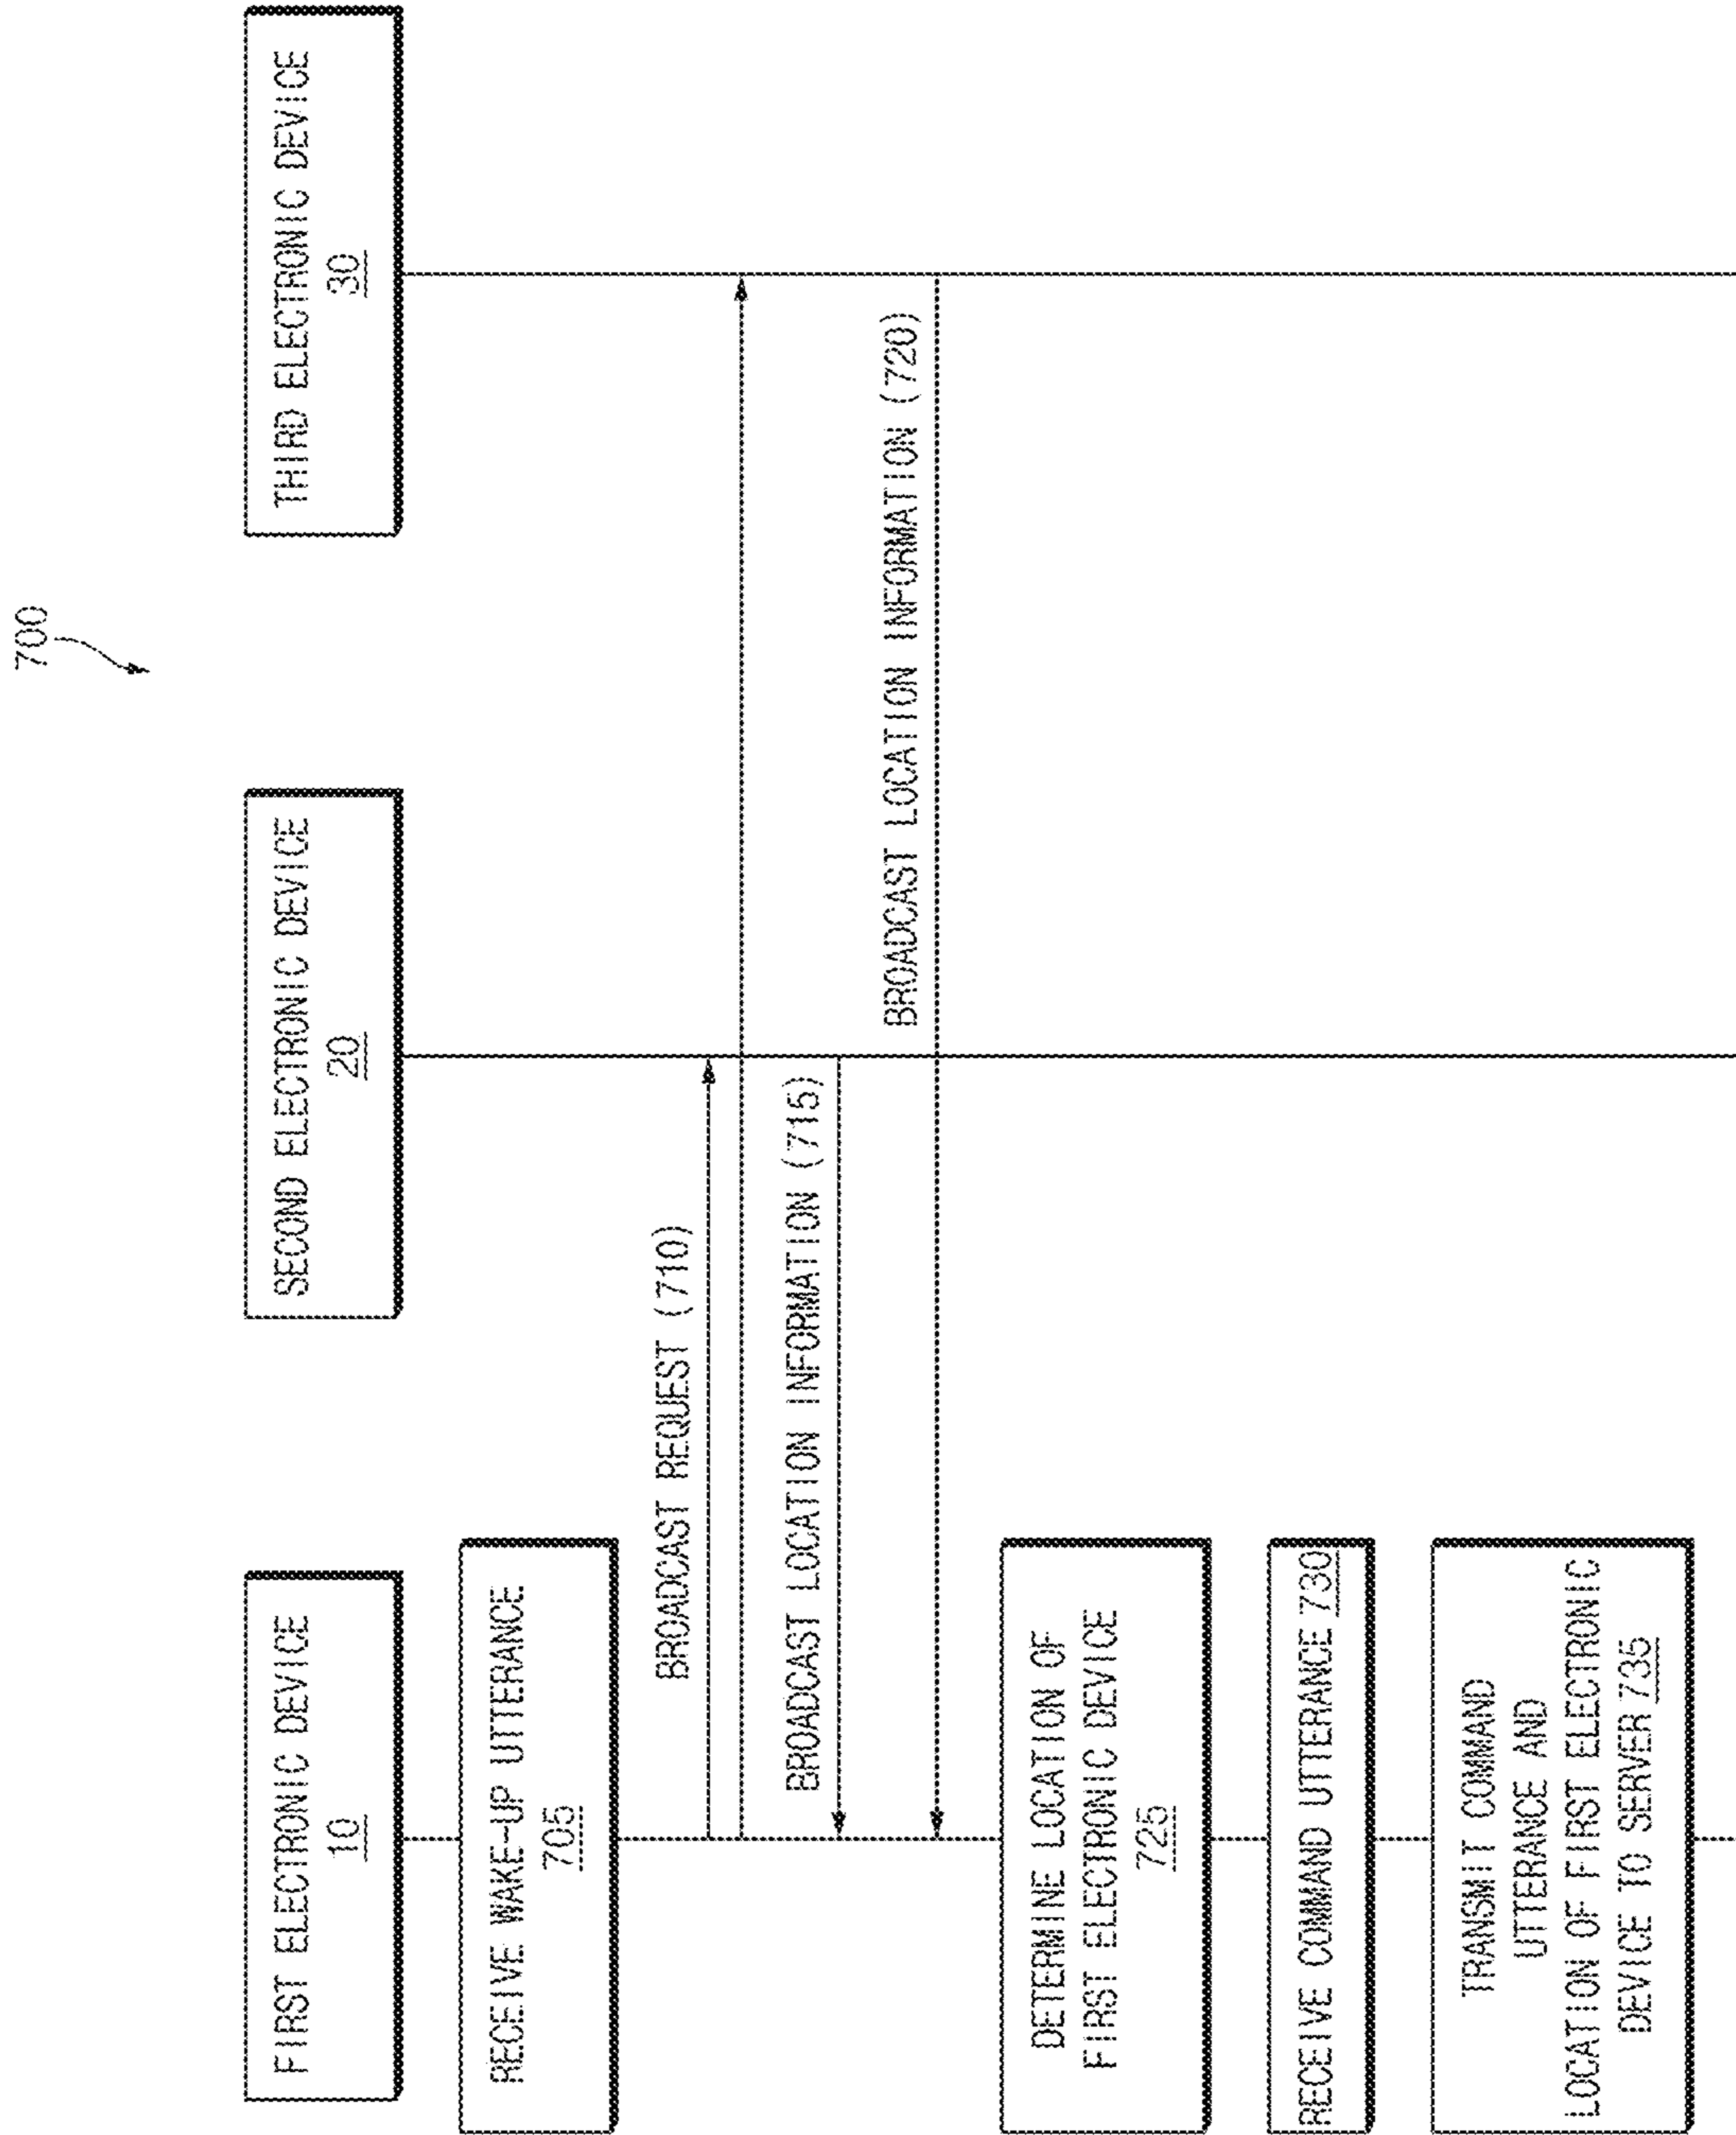 700
FIRST ELECTRONIC DEVICE
10
SECOND ELECTRONIC DEVICE
20
THIRD ELECTRONIC DEVICE
30
RECEIVE WAKE-UP UTTERANCE
705
BROADCAST REQUEST (710)
BROADCAST LOCATION INFORMATION (715)
BROADCAST LOCATION INFORMATION (720)
DETERMINE LOCATION OF
FIRST ELECTRONIC DEVICE
725
RECEIVE COMMAND UTTERANCE 730
TRANSMIT COMMAND
UTTERANCE AND
LOCATION OF FIRST ELECTRONIC
DEVICE TO SERVER 735